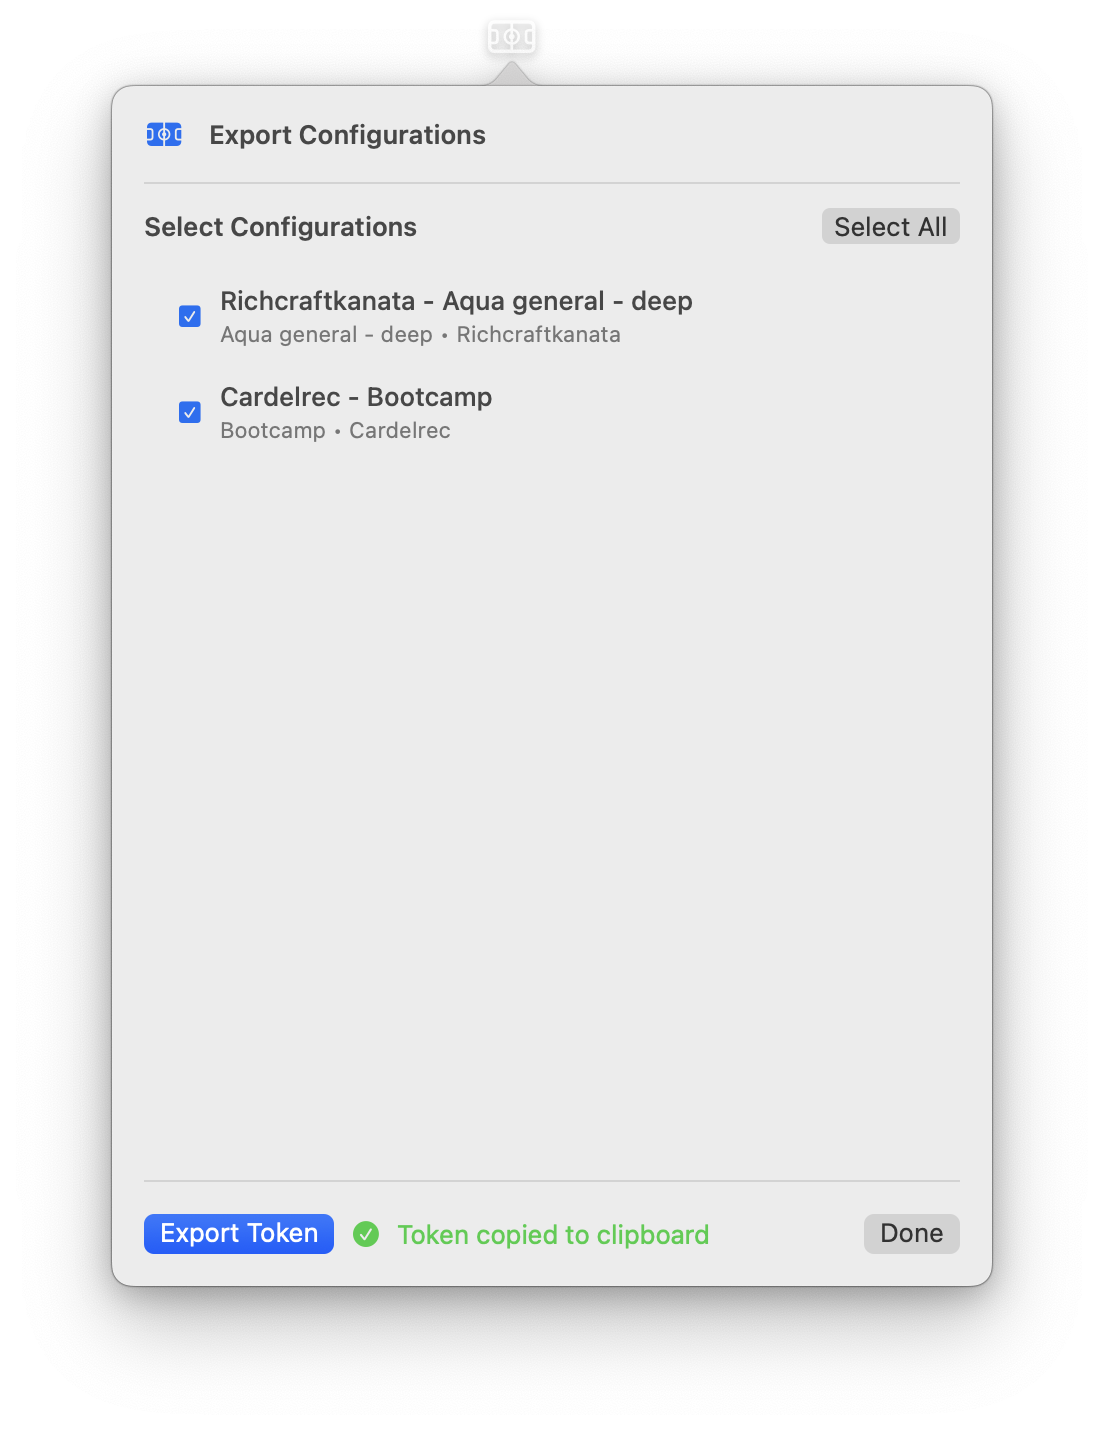 Export Configurations
Select Configurations
Select All
Richcraftkanata - Aqua general - deep
Aqua general - deep • Richcraftkanata
Cardelrec - Bootcamp
Bootcamp • Cardelrec
Export Token
Token copied to clipboard
Done